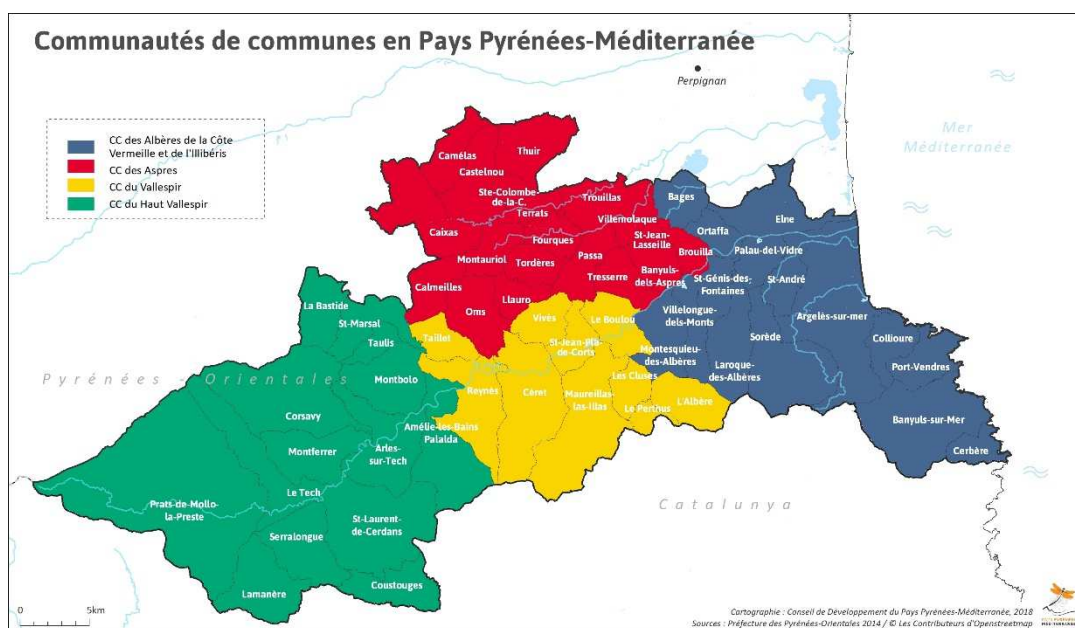 Communautés de communes en Pays Pyrénées-Méditerranée
Perpignan
CC des Albères de la Côte
Vermeille et de l'Illibéris
CC des Aspres
CC du Vallespir
CC du Haut Vallespir
Mer
Méditerranée
Camélas
Thuir
Castelnou
Ste-Colombe-
de-la-C.
Terrats
Trouillas
Villemolaque
Caixas
Fourques
St-Jean-
Lasseille
Montauriol
Tordères
Passa
Brouilla
Tresserre
Banyuls-
dels-Aspres
Calmeilles
Llauro
Oms
Bages
Ortaffa
Elne
Palau-del-Vidre
St-Génis-des-
Fontaines
St-André
Villelongue-
dels-Monts
Argelès-sur-mer
Sorède
Collioure
Montesquieu-
des-Albères
Laroque-
des-Albères
Port-Vendres
Banyuls-sur-Mer
Cerbère
La Bastide
St-Marsal
Taulis
Taillet
Vivès
Le Boulou
St-Jean-Pla-
de-Corts
Pyrénées - Orientales
Montbolo
Reynès
Céret
Maureillas
-las-Illas
Les Cluses
Le Perthus
L'Albère
Corsavy
Amélie-les-Bains
Palalda
Montferrer
Arles-
sur-Tech
Le Tech
Prats-de-Mollo
-la-Preste
St-Laurent-
de-Cerdans
Serralongue
Lamanère
Coustouges
Catalunya
0 5km
Cartographie : Conseil de Développement du Pays Pyrénées-Méditerranée, 2018
Sources : Préfecture des Pyrénées-Orientales 2014 / © Les Contributeurs d'Openstreetmap
PAYS PYRÉNÉES
MÉDITERRANÉE